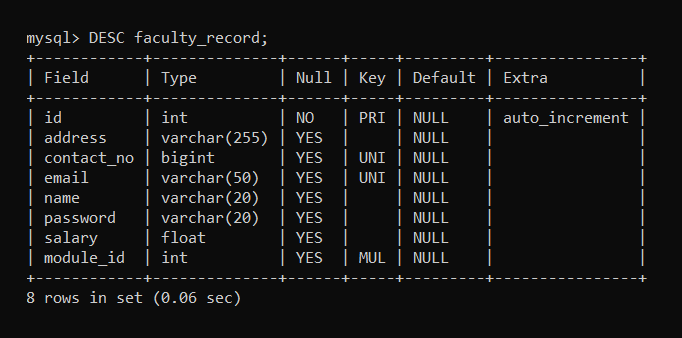 mysql> DESC faculty_record;
+------------+--------------+------+-----+---------+----------------+
| Field      | Type         | Null | Key | Default | Extra          |
+------------+--------------+------+-----+---------+----------------+
| id         | int          | NO   | PRI | NULL    | auto_increment |
| address    | varchar(255) | YES  |     | NULL    |                |
| contact_no | bigint       | YES  | UNI | NULL    |                |
| email      | varchar(50)  | YES  | UNI | NULL    |                |
| name       | varchar(20)  | YES  |     | NULL    |                |
| password   | varchar(20)  | YES  |     | NULL    |                |
| salary     | float        | YES  |     | NULL    |                |
| module_id  | int          | YES  | MUL | NULL    |                |
+------------+--------------+------+-----+---------+----------------+
8 rows in set (0.06 sec)